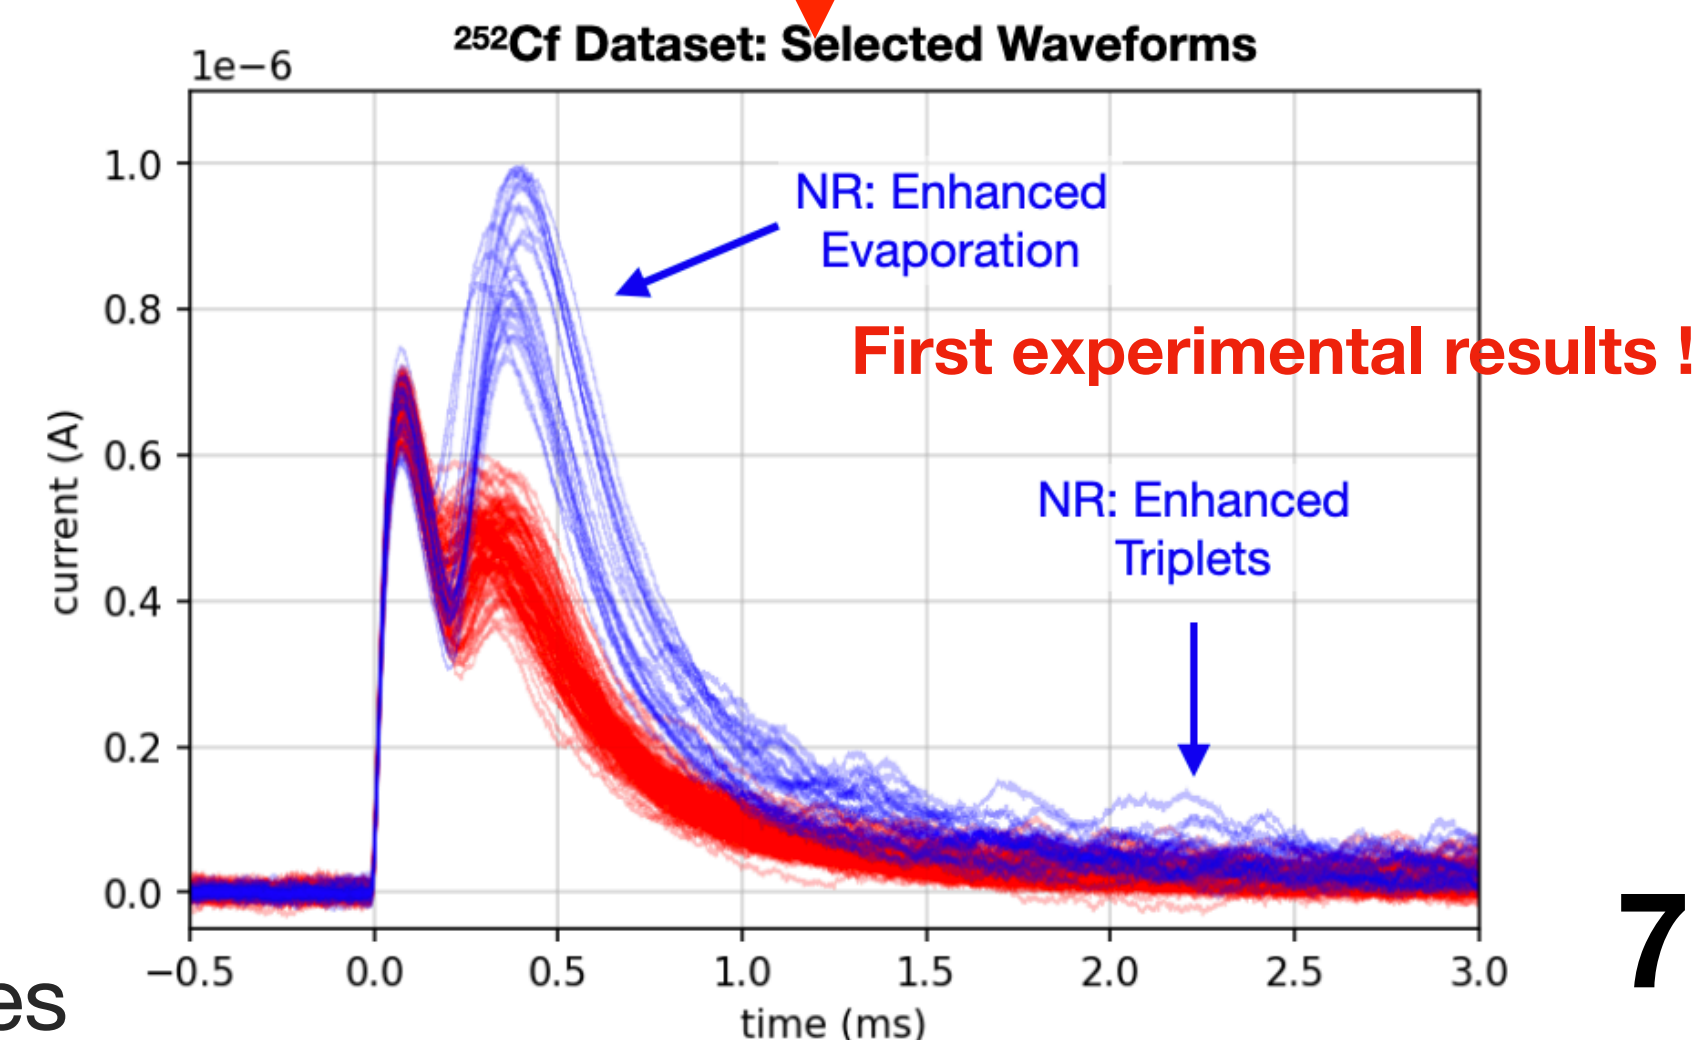 ²⁵²Cf Dataset: Selected Waveforms
1e−6
NR: Enhanced
Evaporation
First experimental results !
NR: Enhanced
Triplets
current (A)
1.0
0.8
0.6
0.4
0.2
0.0
−0.5 0.0 0.5 1.0 1.5 2.0 2.5 3.0
time (ms)
7
es